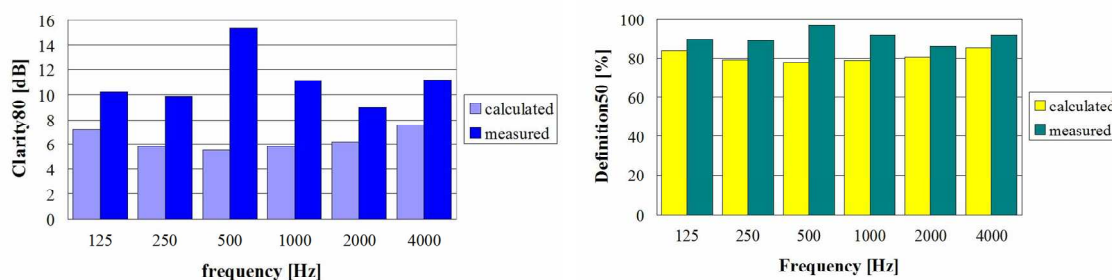 Clarity80 [dB]
16
14
12
10
8
6
4
2
0
125 250 500 1000 2000 4000
frequency [Hz]
calculated
measured
Definition50 [%]
100
80
60
40
20
0
125 250 500 1000 2000 4000
Frequency [Hz]
calculated
measured